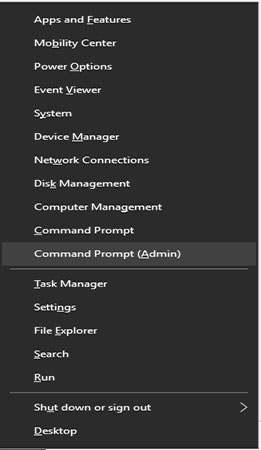 Apps and Features
Mobility Center
Power Options
Event Viewer
System
Device Manager
Network Connections
Disk Management
Computer Management
Command Prompt
Command Prompt (Admin)
Task Manager
Settings
File Explorer
Search
Run
Shut down or sign out
Desktop